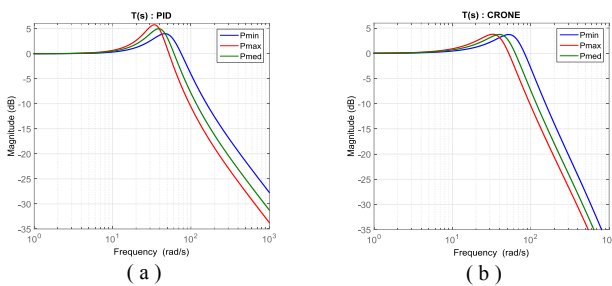 T(s) : PID
Magnitude (dB)
5
0
-5
-10
-15
-20
-25
-30
-35
Pmin
Pmax
Pmed
10^0
10^1
10^2
10^3
Frequency (rad/s)
( a )
T(s) : CRONE
Magnitude (dB)
5
0
-5
-10
-15
-20
-25
-30
-35
Pmin
Pmax
Pmed
10^0
10^1
10^2
10
Frequency (rad/s)
( b )